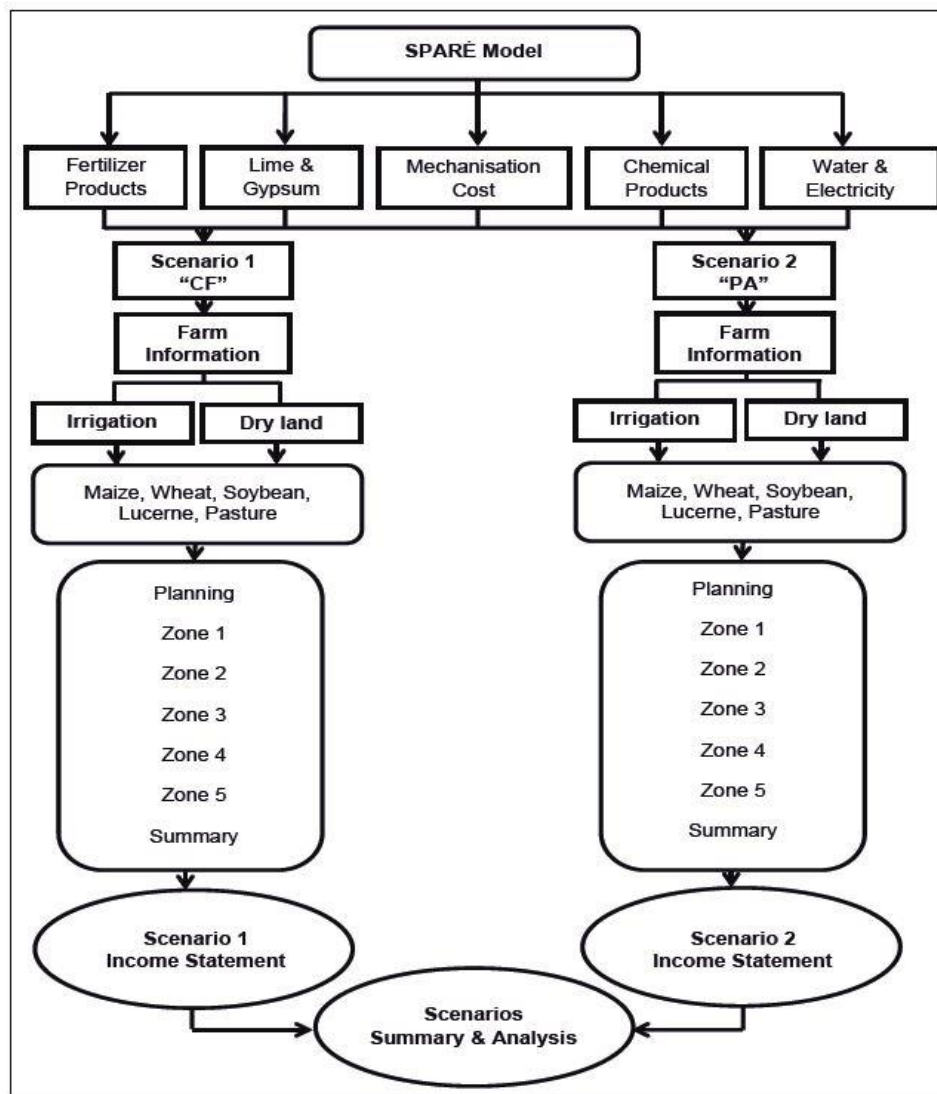 SPARÉ Model
Fertilizer
Products
Lime &
Gypsum
Mechanisation
Cost
Chemical
Products
Water &
Electricity
Scenario 1
“CF”
Scenario 2
“PA”
Farm
Information
Farm
Information
Irrigation
Dry land
Irrigation
Dry land
Maize, Wheat, Soybean,
Lucerne, Pasture
Maize, Wheat, Soybean,
Lucerne, Pasture
Planning
Zone 1
Zone 2
Zone 3
Zone 4
Zone 5
Summary
Planning
Zone 1
Zone 2
Zone 3
Zone 4
Zone 5
Summary
Scenario 1
Income Statement
Scenario 2
Income Statement
Scenarios
Summary & Analysis